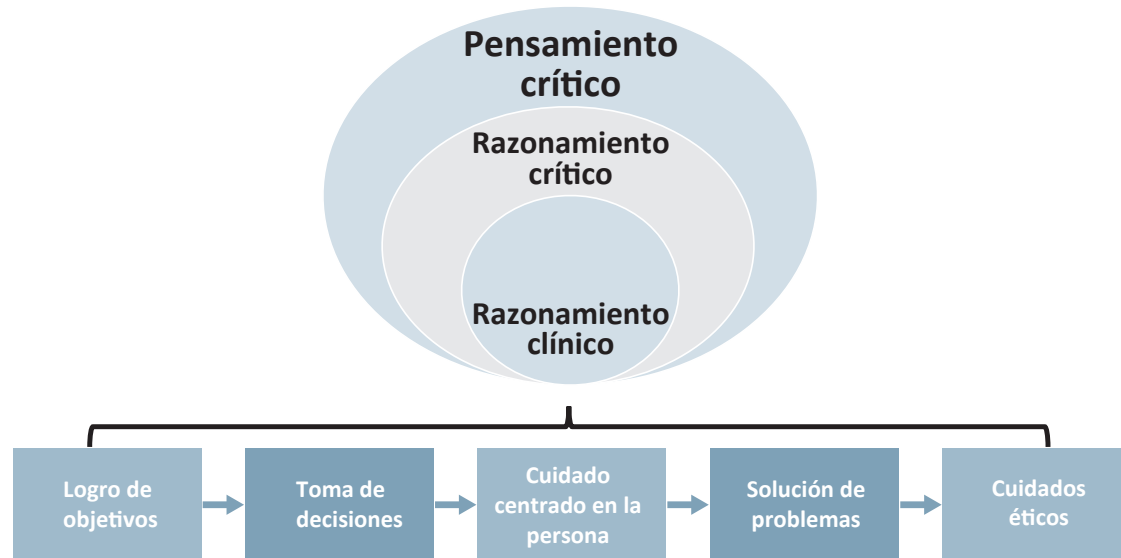 Pensamiento
crítico
Razonamiento
crítico
Razonamiento
clínico
Logro de
objetivos
Toma de
decisiones
Cuidado
centrado en la
persona
Solución de
problemas
Cuidados
éticos